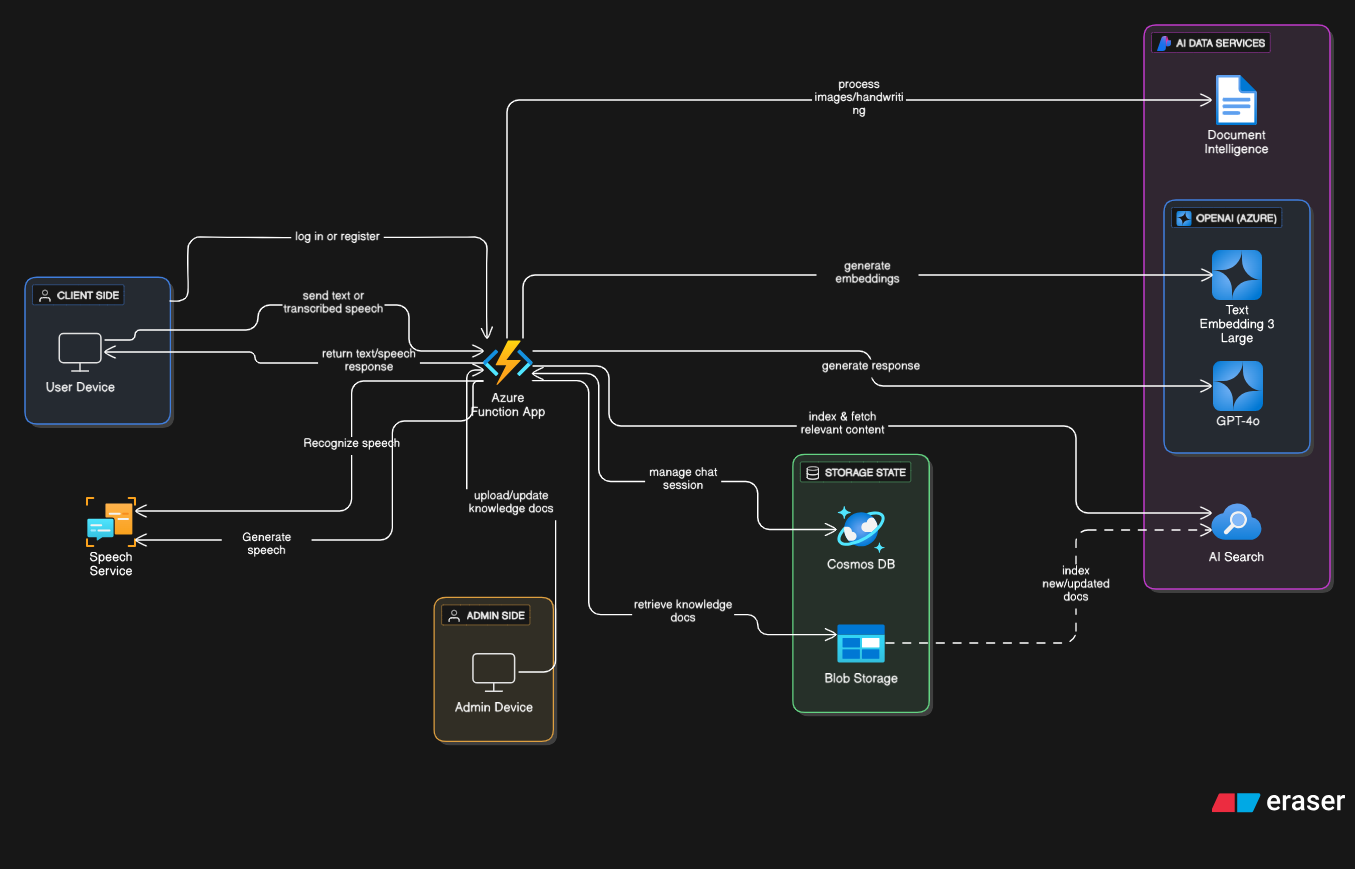 AI DATA SERVICES
process
images/handwriti
ng
Document
Intelligence
OPENAI (AZURE)
log in or register
generate
embeddings
CLIENT SIDE
send text or
transcribed speech
Text
Embedding 3
Large
return text/speech
response
generate response
User Device
Azure
Function App
GPT-4o
index & fetch
relevant content
Recognize speech
manage chat
session
STORAGE STATE
upload/update
knowledge docs
Generate
speech
Speech
Service
Cosmos DB
AI Search
index
new/updated
docs
retrieve knowledge
docs
ADMIN SIDE
Blob Storage
Admin Device
eraser